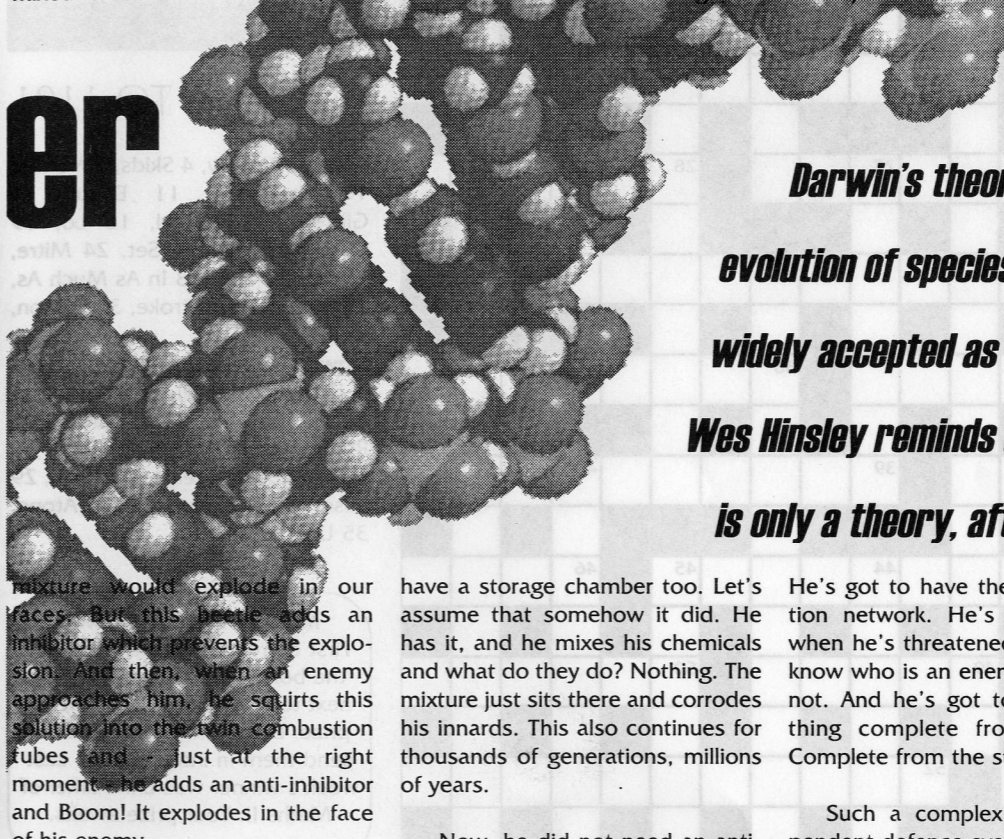 er
Darwin's theor
evolution of species
widely accepted as
Wes Hinsley reminds
is only a theory, aft
mixture would explode in our
faces. But this beetle adds an
inhibitor which prevents the explo-
sion. And then, when an enemy
approaches him, he squirts this
solution into the twin combustion
tubes and - just at the right
moment - he adds an anti-inhibitor
and Boom! It explodes in the face
of his enemy.
have a storage chamber too. Let's
assume that somehow it did. He
has it, and he mixes his chemicals
and what do they do? Nothing. The
mixture just sits there and corrodes
his innards. This also continues for
thousands of generations, millions
of years.
Now, he did not need an anti-
He's got to have the
tion network. He's
when he's threatened
know who is an enem
not. And he's got to
thing complete fro
Complete from the s
Such a complex
pendent defence